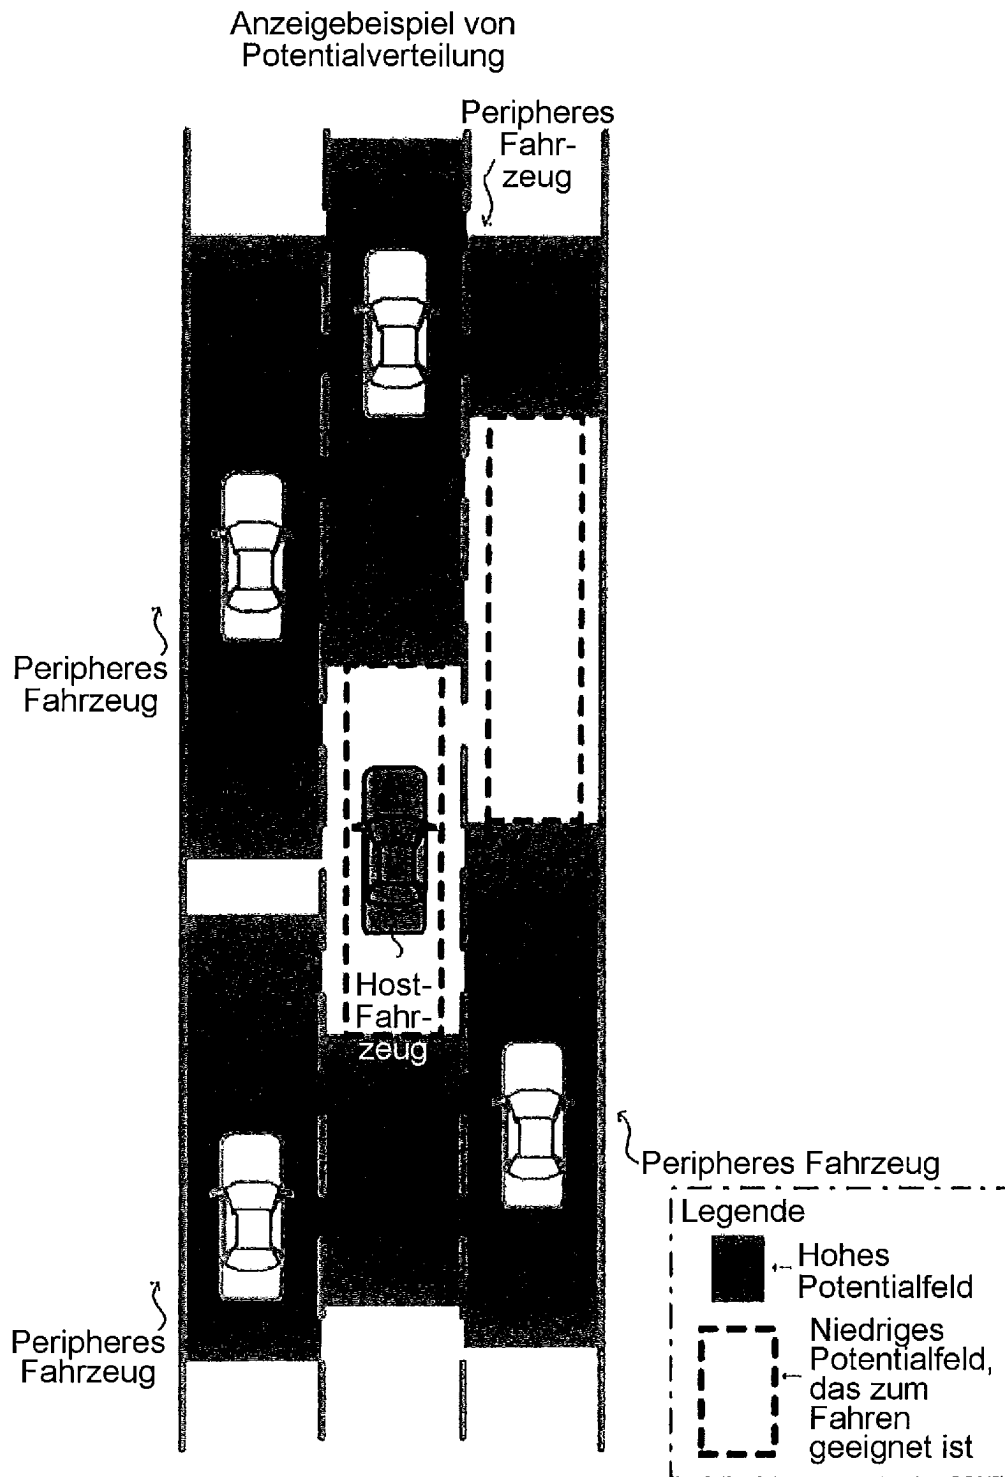 Anzeigebeispiel von
Potentialverteilung
Peripheres
Fahr-
zeug
Peripheres
Fahrzeug
Host-
Fahr-
zeug
Peripheres Fahrzeug
Peripheres
Fahrzeug
Legende
Hohes
Potentialfeld
Niedriges
Potentialfeld,
das zum
Fahren
geeignet ist